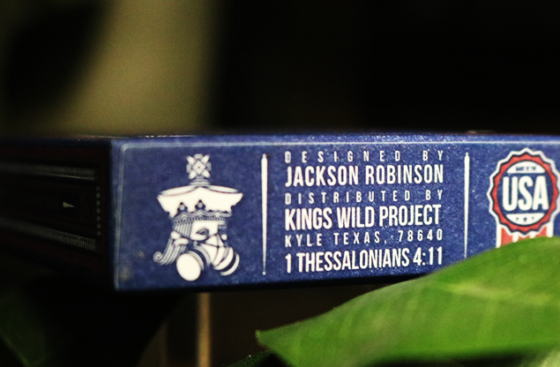 DESIGNED BY
JACKSON ROBINSON
DISTRIBUTED BY
KINGS WILD PROJECT
KYLE TEXAS, 78640
1 THESSALONIANS 4:11
USA